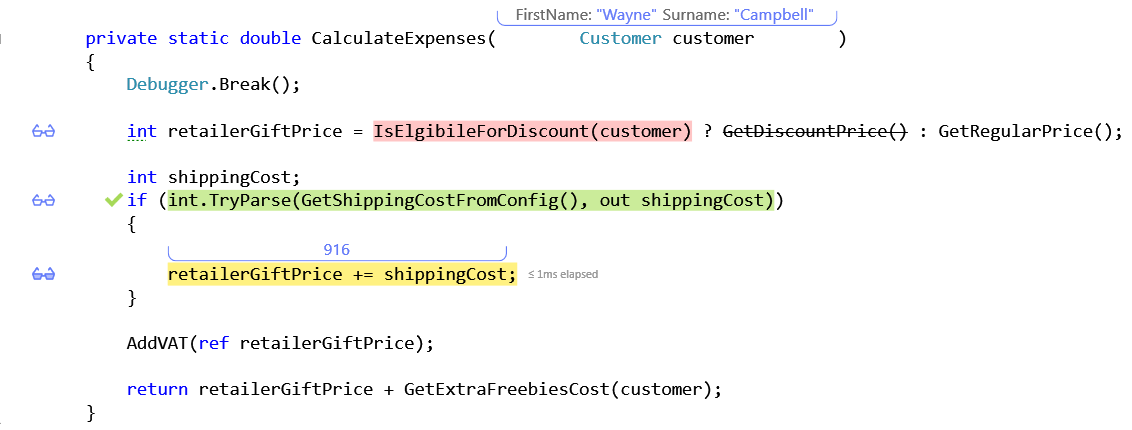 FirstName: "Wayne" Surname: "Campbell"
private static double CalculateExpenses( Customer customer )
{
Debugger.Break();
int retailerGiftPrice = IsElgibileForDiscount(customer) ? GetDiscountPrice() : GetRegularPrice();
int shippingCost;
if (int.TryParse(GetShippingCostFromConfig(), out shippingCost))
{
916
retailerGiftPrice += shippingCost; ≤ 1ms elapsed
}
AddVAT(ref retailerGiftPrice);
return retailerGiftPrice + GetExtraFreebiesCost(customer);
}